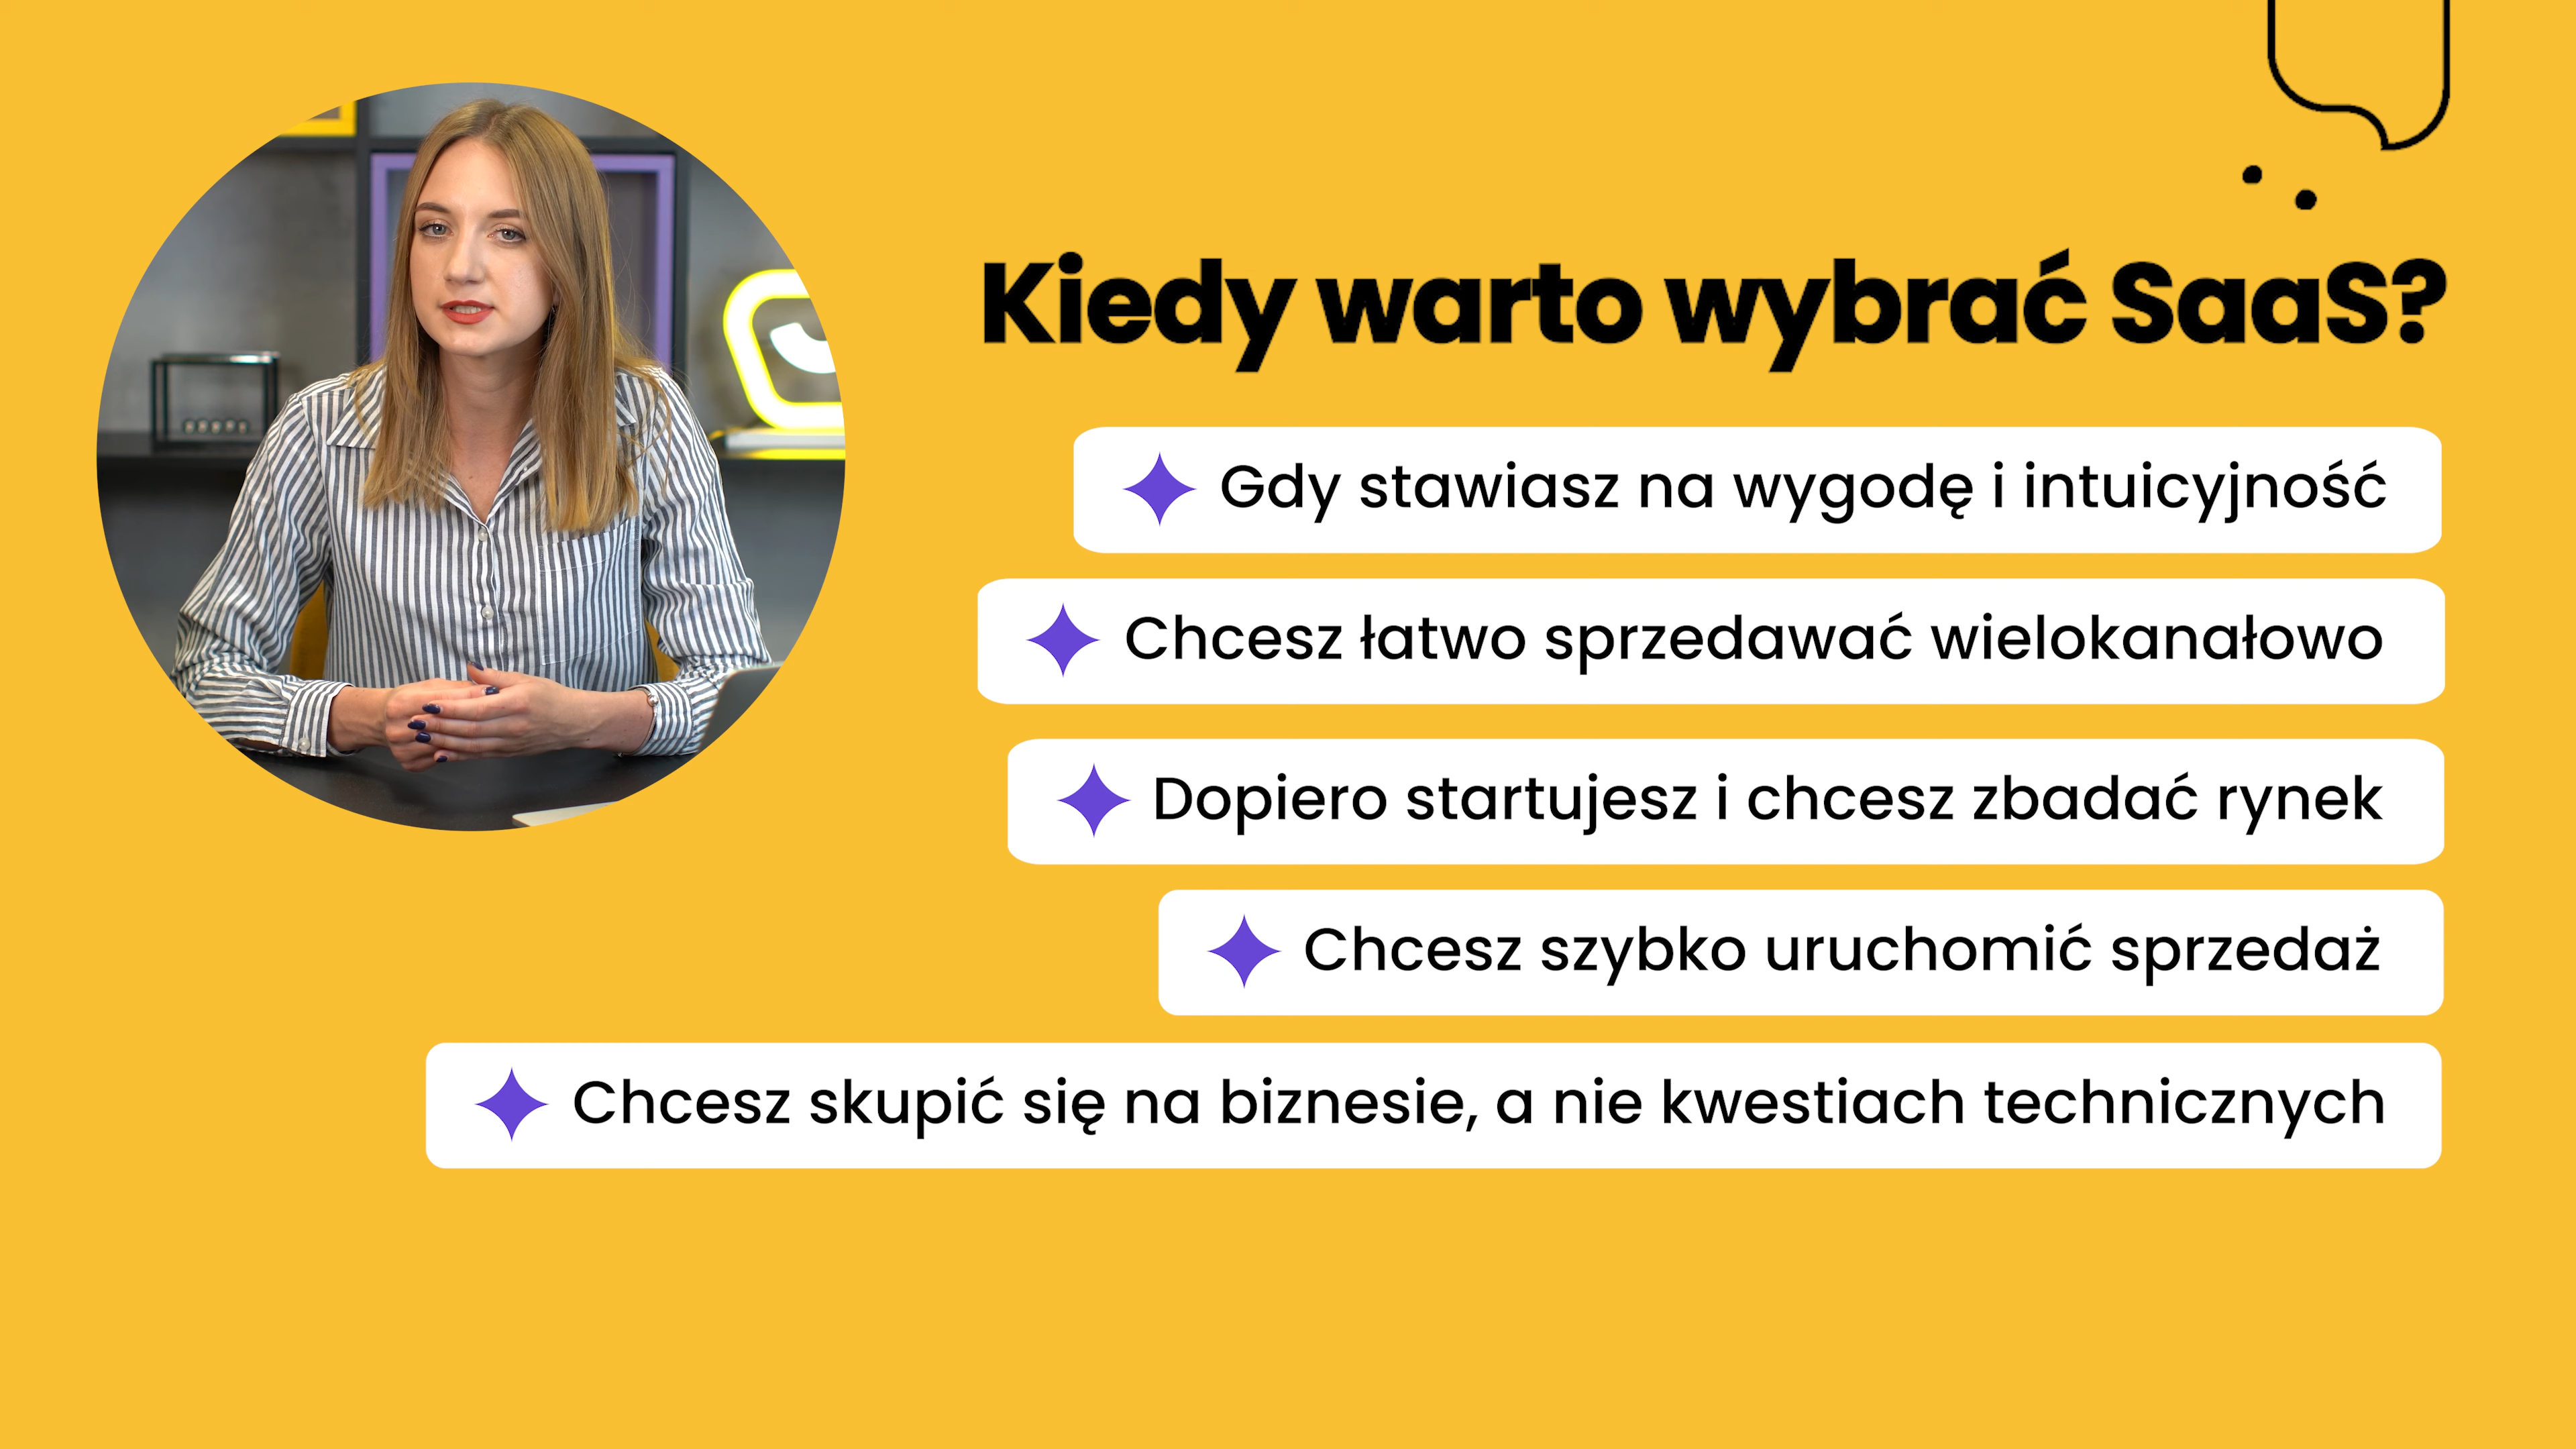 Kiedy warto wybrać SaaS?
Gdy stawiasz na wygodę i intuicyjność
Chcesz łatwo sprzedawać wielokanałowo
Dopiero startujesz i chcesz zbadać rynek
Chcesz szybko uruchomić sprzedaż
Chcesz skupić się na biznesie, a nie kwestiach technicznych